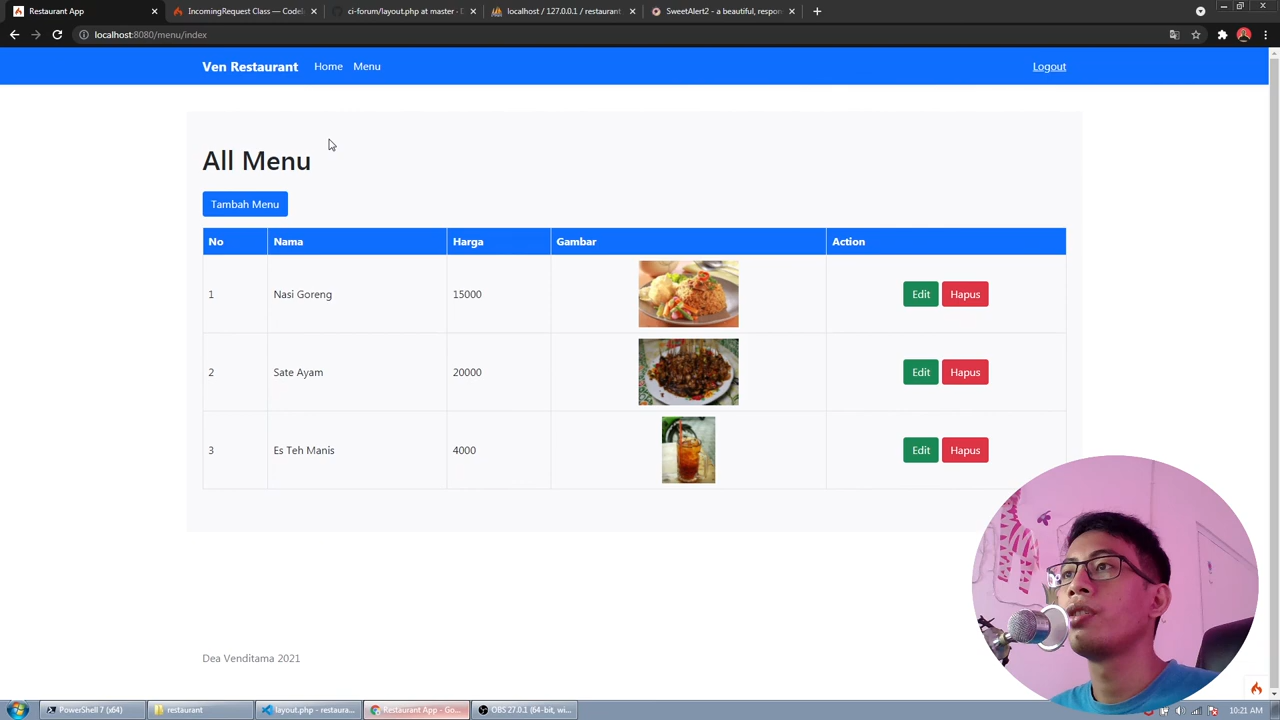 Restaurant App
IncomingRequest Class — CodeI
ci-forum/layout.php at master · D
localhost / 127.0.0.1 / restaurant
SweetAlert2 - a beautiful, respon
localhost:8080/menu/index
Ven Restaurant Home Menu Logout
All Menu
Tambah Menu
No Nama Harga Gambar Action
1 Nasi Goreng 15000 Edit Hapus
2 Sate Ayam 20000 Edit Hapus
3 Es Teh Manis 4000 Edit Hapus
Dea Venditama 2021
PowerShell 7 (x64) restaurant layout.php - restaura... Restaurant App - Go... OBS 27.0.1 (64-bit, wi... 10:21 AM